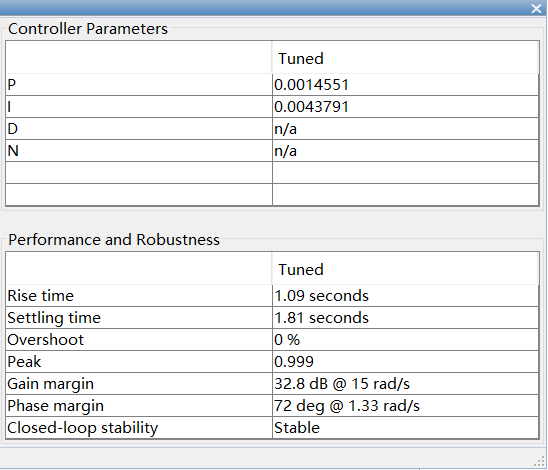 Controller Parameters
Tuned
P 0.0014551
I 0.0043791
D n/a
N n/a
Performance and Robustness
Tuned
Rise time 1.09 seconds
Settling time 1.81 seconds
Overshoot 0 %
Peak 0.999
Gain margin 32.8 dB @ 15 rad/s
Phase margin 72 deg @ 1.33 rad/s
Closed-loop stability Stable